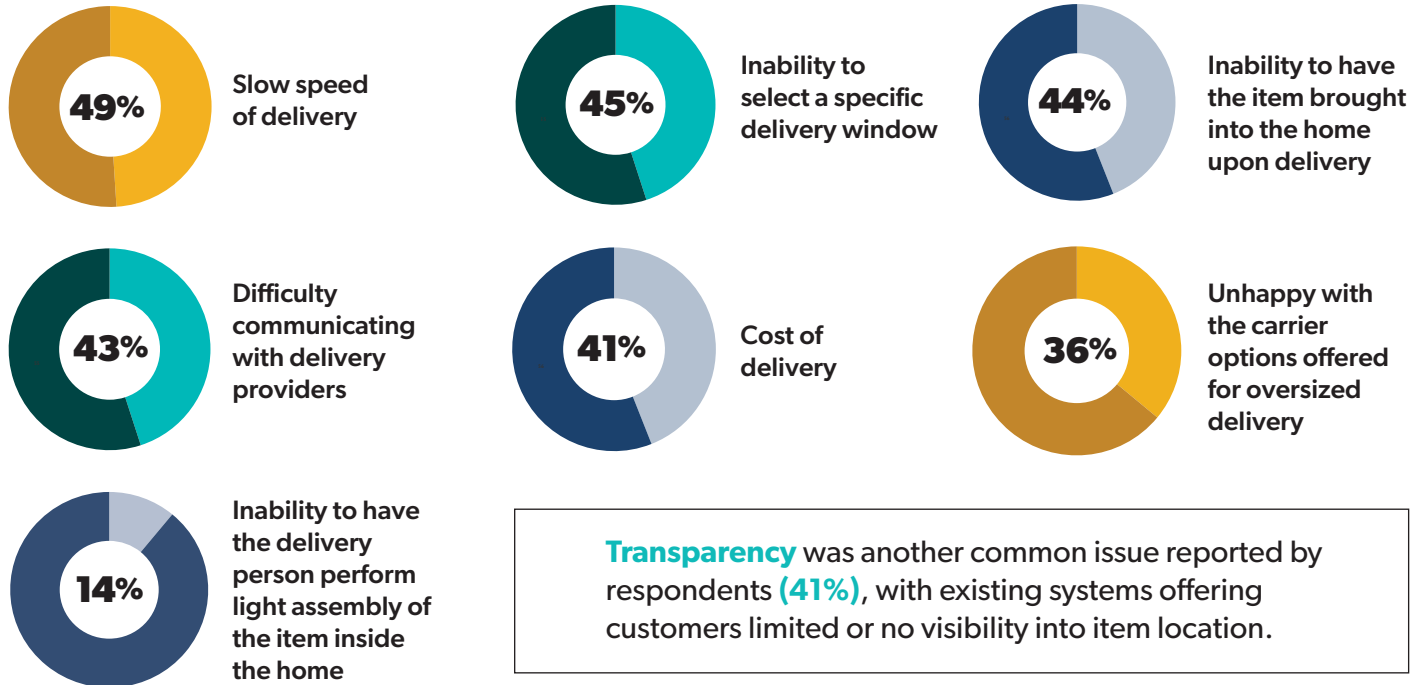 49%
Slow speed
of delivery
45%
Inability to
select a specific
delivery window
44%
Inability to have
the item brought
into the home
upon delivery
43%
Difficulty
communicating
with delivery
providers
41%
Cost of
delivery
36%
Unhappy with
the carrier
options offered
for oversized
delivery
14%
Inability to have
the delivery
person perform
light assembly of
the item inside
the home
Transparency was another common issue reported by
respondents (41%), with existing systems offering
customers limited or no visibility into item location.